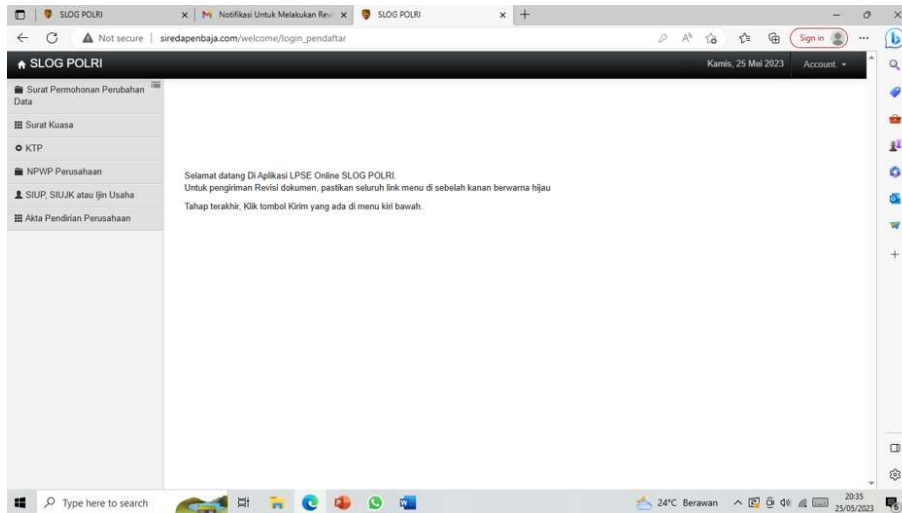 SLOG POLRI
Notifikasi Untuk Melakukan Revi
SLOG POLRI
Not secure
siredapenbaja.com/welcome/login_pendaftar
Sign in
SLOG POLRI
Kamis, 25 Mei 2023
Account
Surat Permohonan Perubahan
Data
Surat Kuasa
KTP
NPWP Perusahaan
SIUP, SIUJK atau Ijin Usaha
Akta Pendirian Perusahaan
Selamat datang Di Aplikasi LPSE Online SLOG POLRI.
Untuk pengiriman Revisi dokumen, pastikan seluruh link menu di sebelah kanan berwarna hijau
Tahap terakhir, Klik tombol Kirim yang ada di menu kiri bawah.
Type here to search
24°C Berawan
20:35
25/05/2023